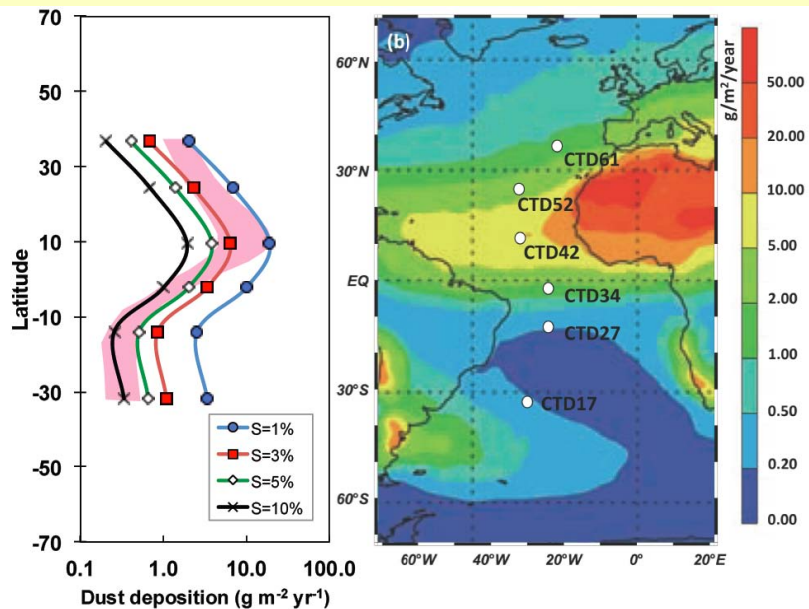 70
50
30
10
-10
-30
-50
-70
Latitude
0.1 1.0 10.0 100.0
Dust deposition (g m⁻² yr⁻¹)
S=1%
S=3%
S=5%
S=10%
(b)
60°N
30°N
EQ
30°S
60°S
60°W 40°W 20°W 0° 20°E
CTD61
CTD52
CTD42
CTD34
CTD27
CTD17
g/m²/year
50.00
20.00
10.00
5.00
2.00
1.00
0.50
0.20
0.00